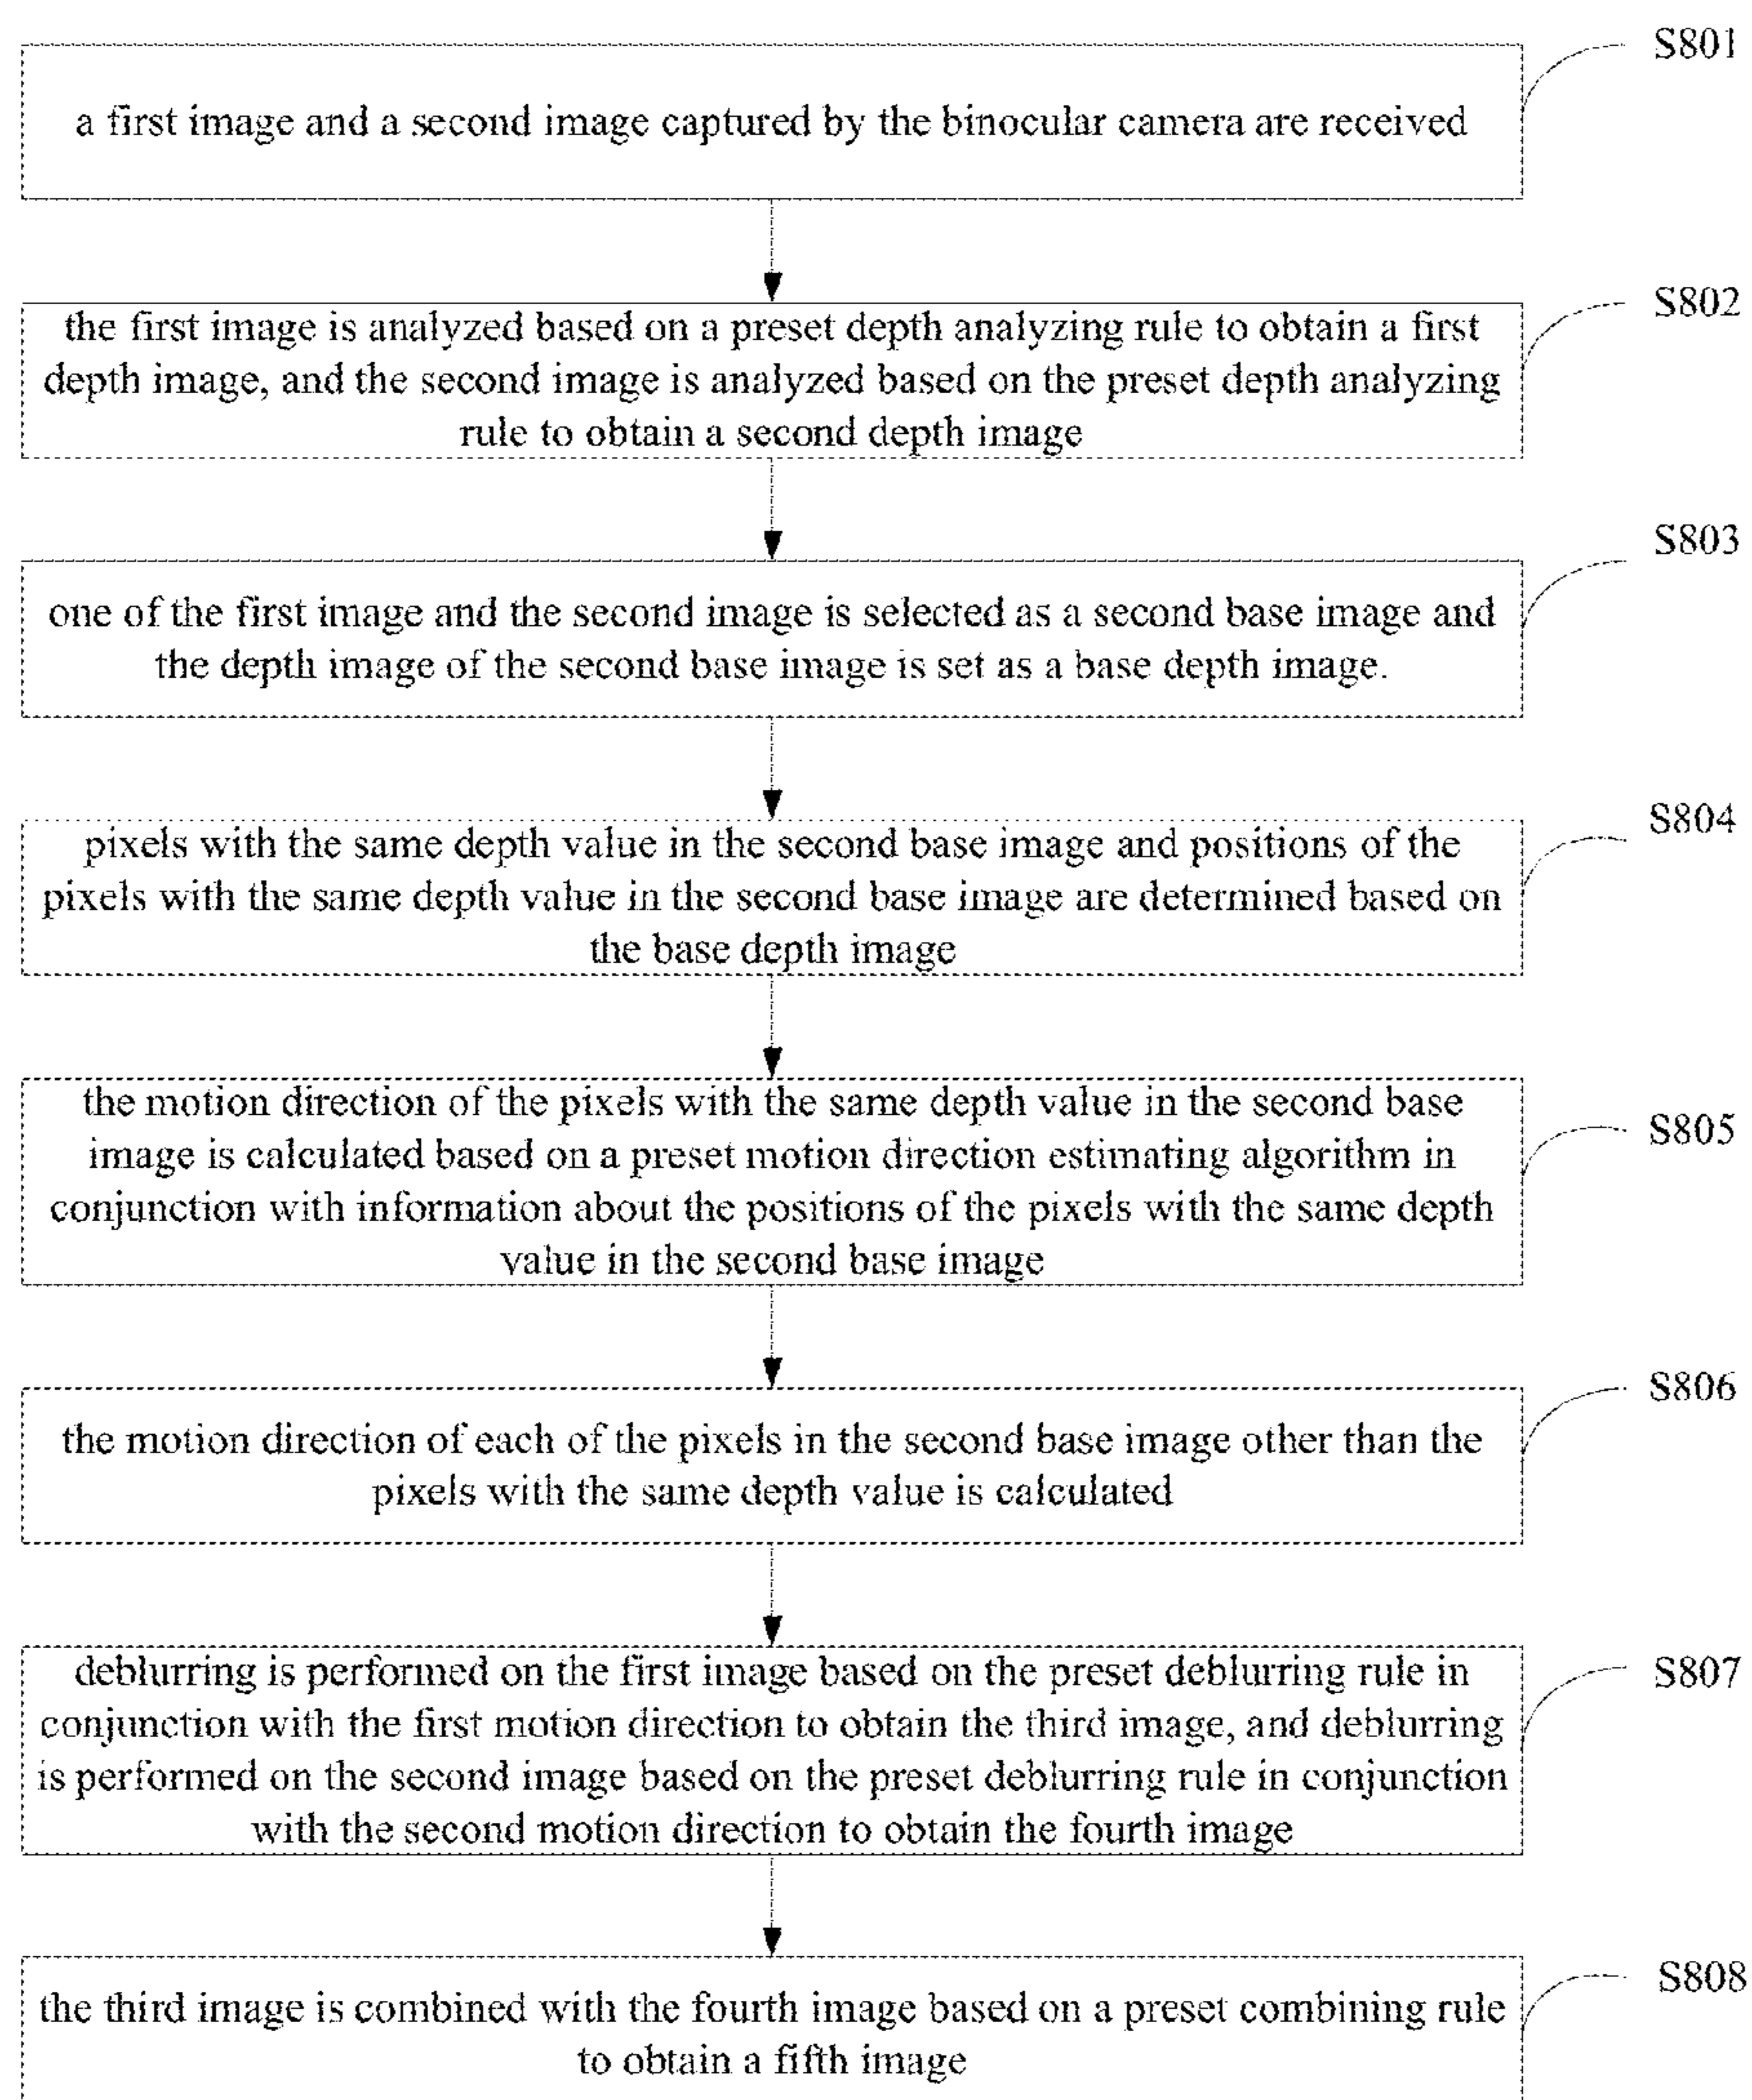 S801
a first image and a second image captured by the binocular camera are received
S802
the first image is analyzed based on a preset depth analyzing rule to obtain a first
depth image, and the second image is analyzed based on the preset depth analyzing
rule to obtain a second depth image
S803
one of the first image and the second image is selected as a second base image and
the depth image of the second base image is set as a base depth image.
S804
pixels with the same depth value in the second base image and positions of the
pixels with the same depth value in the second base image are determined based on
the base depth image
S805
the motion direction of the pixels with the same depth value in the second base
image is calculated based on a preset motion direction estimating algorithm in
conjunction with information about the positions of the pixels with the same depth
value in the second base image
S806
the motion direction of each of the pixels in the second base image other than the
pixels with the same depth value is calculated
S807
deblurring is performed on the first image based on the preset deblurring rule in
conjunction with the first motion direction to obtain the third image, and deblurring
is performed on the second image based on the preset deblurring rule in conjunction
with the second motion direction to obtain the fourth image
S808
the third image is combined with the fourth image based on a preset combining rule
to obtain a fifth image